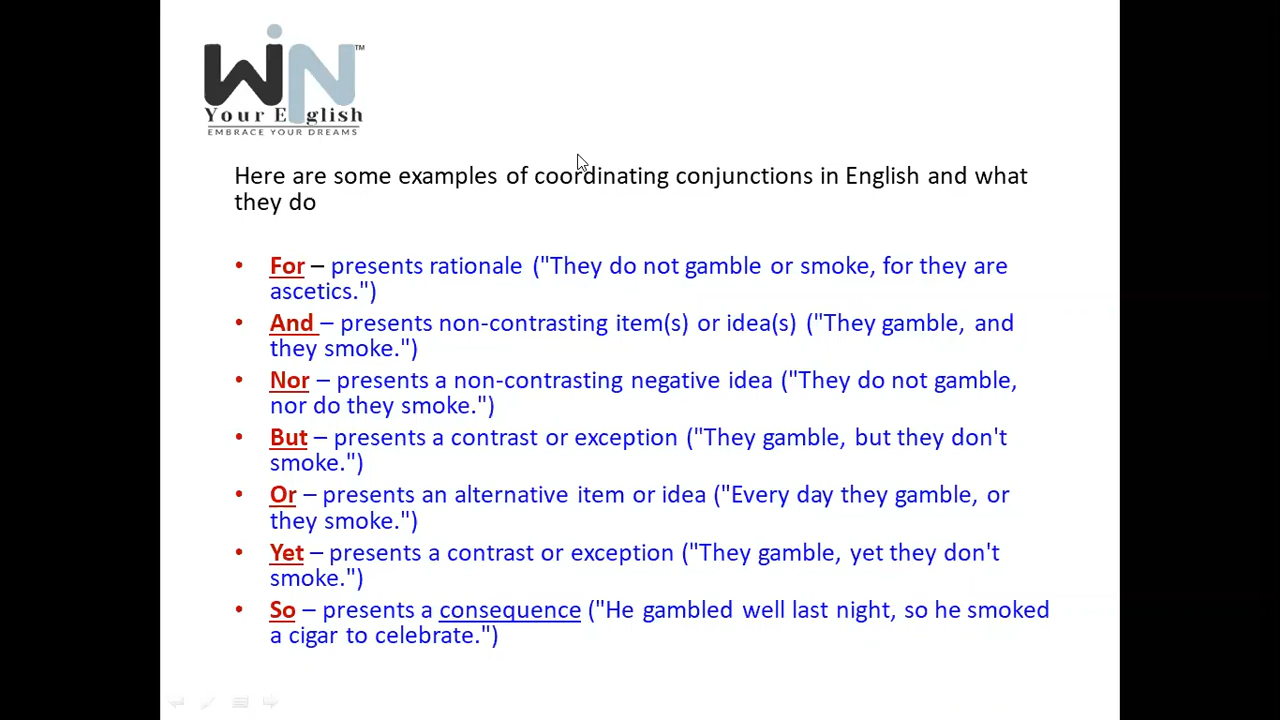 WiN™
Your English
EMBRACE YOUR DREAMS
Here are some examples of coordinating conjunctions in English and what
they do
• For – presents rationale ("They do not gamble or smoke, for they are
ascetics.")
• And – presents non-contrasting item(s) or idea(s) ("They gamble, and
they smoke.")
• Nor – presents a non-contrasting negative idea ("They do not gamble,
nor do they smoke.")
• But – presents a contrast or exception ("They gamble, but they don't
smoke.")
• Or – presents an alternative item or idea ("Every day they gamble, or
they smoke.")
• Yet – presents a contrast or exception ("They gamble, yet they don't
smoke.")
• So – presents a consequence ("He gambled well last night, so he smoked
a cigar to celebrate.")